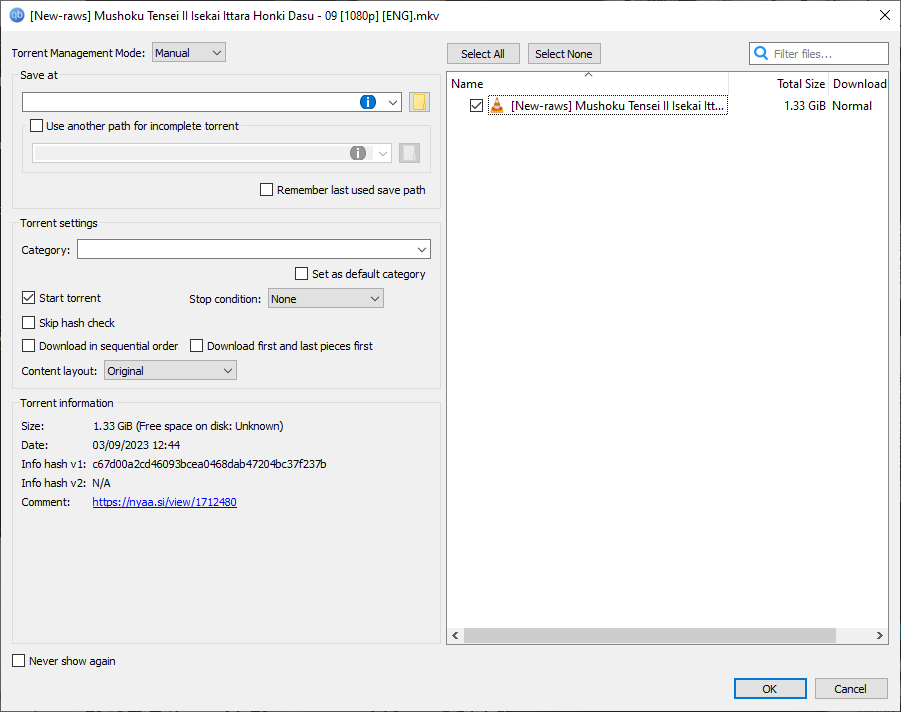 [New-raws] Mushoku Tensei II Isekai Ittara Honki Dasu - 09 [1080p] [ENG].mkv
Torrent Management Mode: Manual
Save at
Use another path for incomplete torrent
Remember last used save path
Torrent settings
Category:
Set as default category
Start torrent
Stop condition: None
Skip hash check
Download in sequential order
Download first and last pieces first
Content layout: Original
Torrent information
Size: 1.33 GiB (Free space on disk: Unknown)
Date: 03/09/2023 12:44
Info hash v1: c67d00a2cd46093bcea0468dab47204bc37f237b
Info hash v2: N/A
Comment: https://nyaa.si/view/1712480
Never show again
Select All
Select None
Filter files...
Name Total Size Download
[New-raws] Mushoku Tensei II Isekai Itt... 1.33 GiB Normal
OK
Cancel